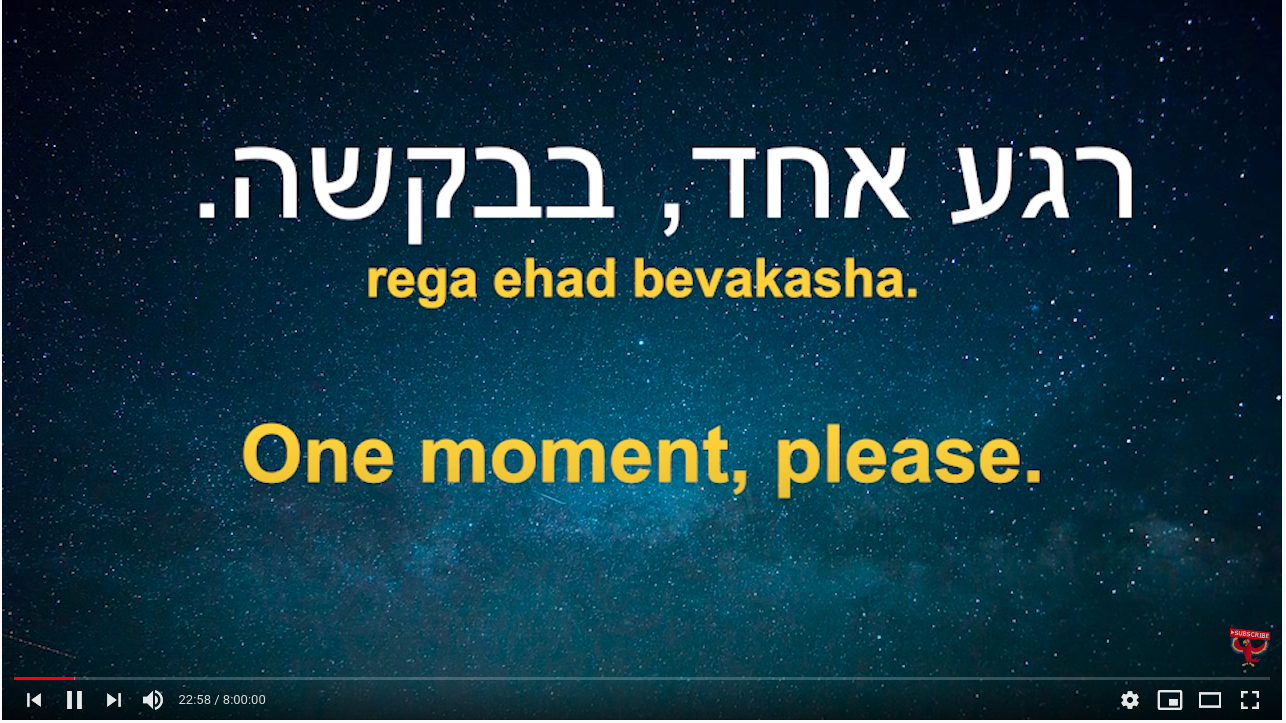 רגע אחד, בבקשה.
rega ehad bevakasha.
One moment, please.
SUBSCRIBE
22:58 / 8:00:00